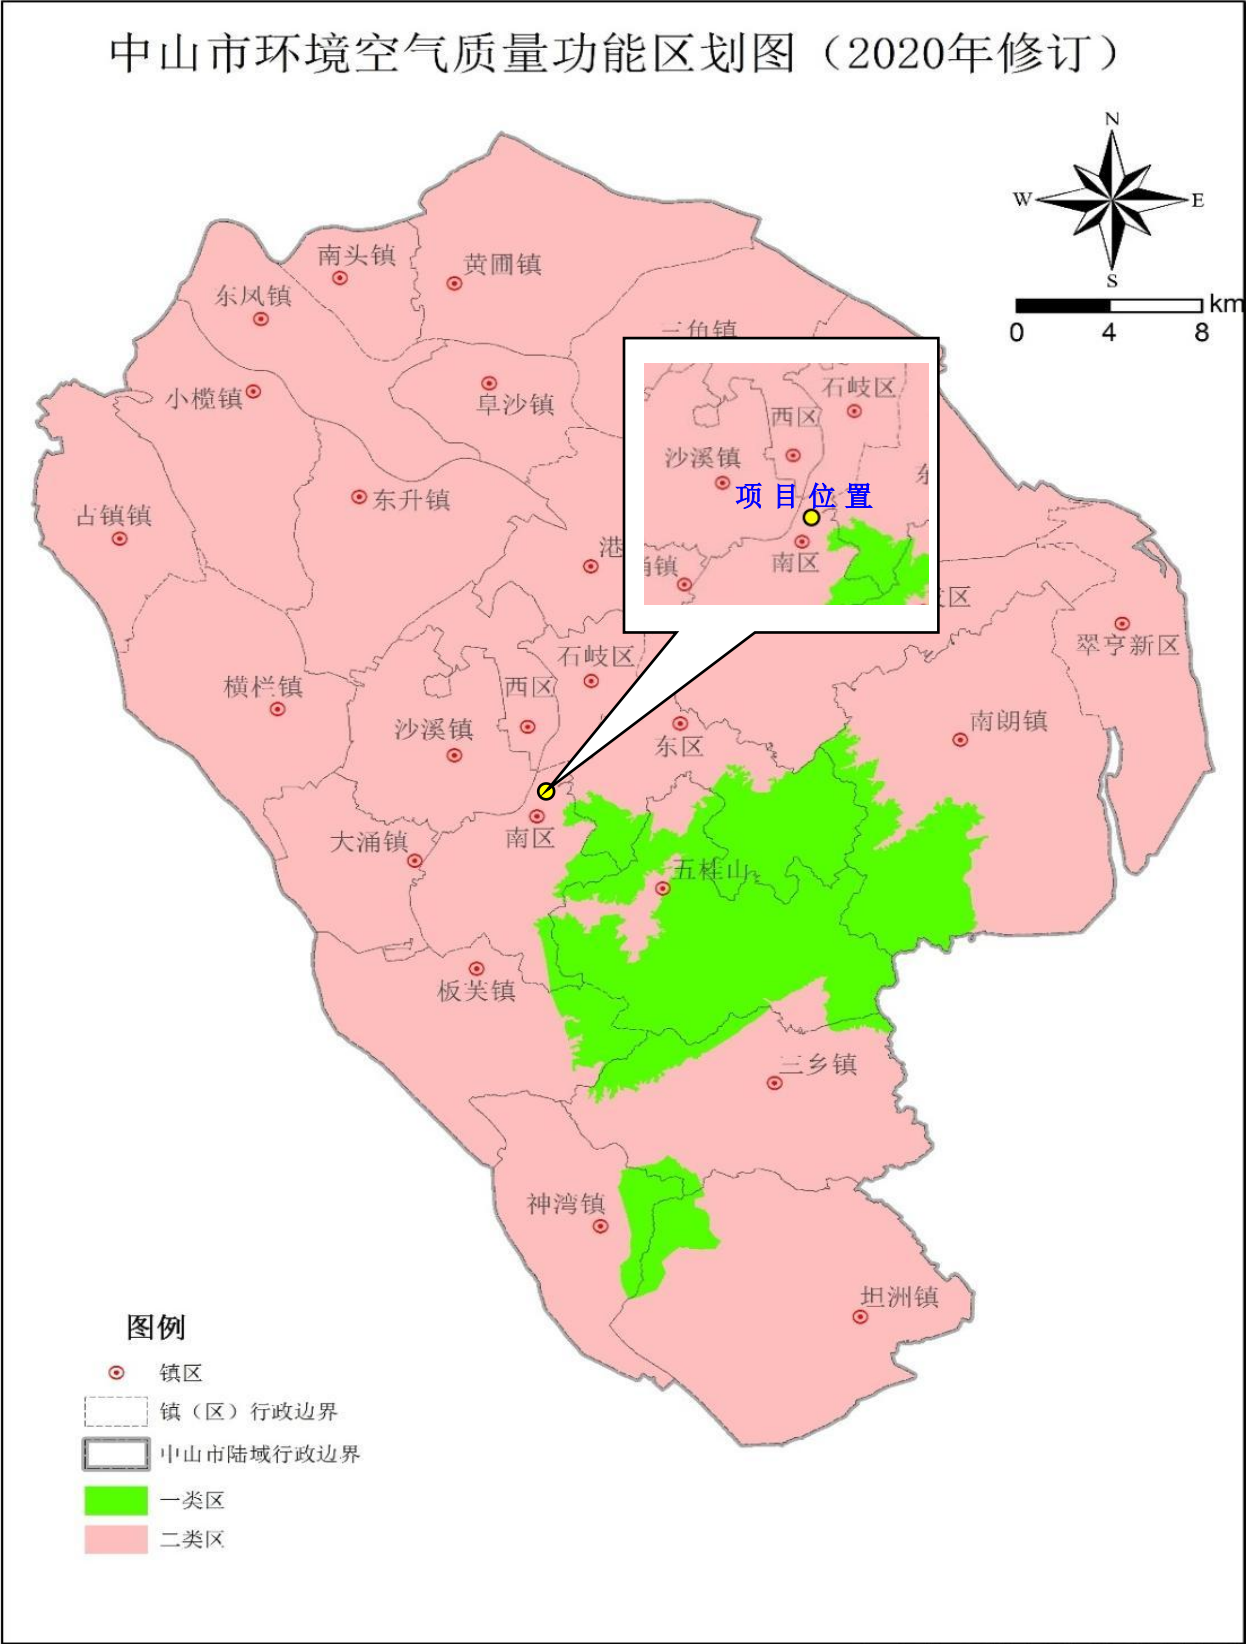 中山市环境空气质量功能区划图（2020年修订）
N
W
E
S
km
0 4 8
南头镇
黄圃镇
东凤镇
三角镇
小榄镇
阜沙镇
石岐区
西区
沙溪镇
项目位置
南区
涌镇
东升镇
古镇镇
港
区
翠亨新区
石岐区
横栏镇
西区
沙溪镇
东区
南朗镇
南区
大涌镇
五桂山
板芙镇
三乡镇
神湾镇
坦洲镇
图例
镇区
镇（区）行政边界
中山市陆域行政边界
一类区
二类区